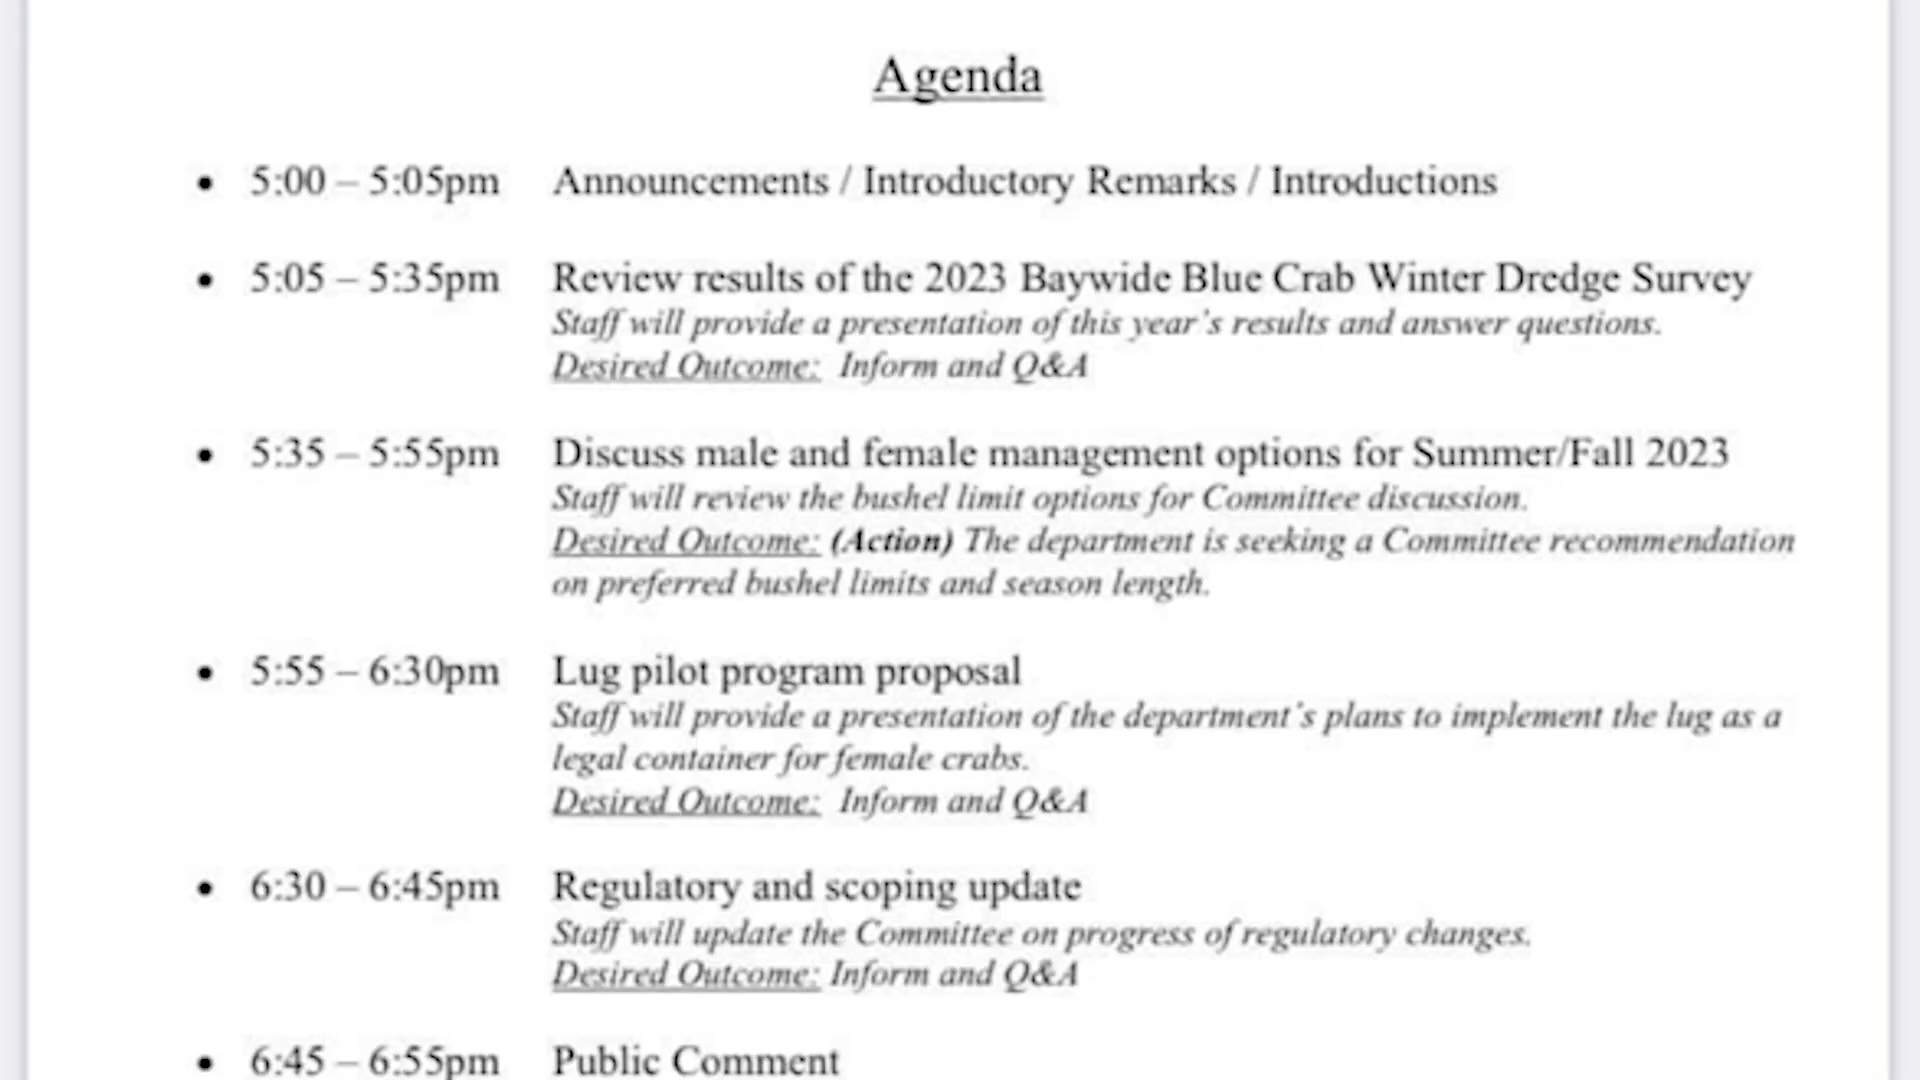 Agenda
• 5:00 – 5:05pm Announcements / Introductory Remarks / Introductions
• 5:05 – 5:35pm Review results of the 2023 Baywide Blue Crab Winter Dredge Survey
Staff will provide a presentation of this year's results and answer questions.
Desired Outcome: Inform and Q&A
• 5:35 – 5:55pm Discuss male and female management options for Summer/Fall 2023
Staff will review the bushel limit options for Committee discussion.
Desired Outcome: (Action) The department is seeking a Committee recommendation
on preferred bushel limits and season length.
• 5:55 – 6:30pm Lug pilot program proposal
Staff will provide a presentation of the department's plans to implement the lug as a
legal container for female crabs.
Desired Outcome: Inform and Q&A
• 6:30 – 6:45pm Regulatory and scoping update
Staff will update the Committee on progress of regulatory changes.
Desired Outcome: Inform and Q&A
• 6:45 – 6:55pm Public Comment